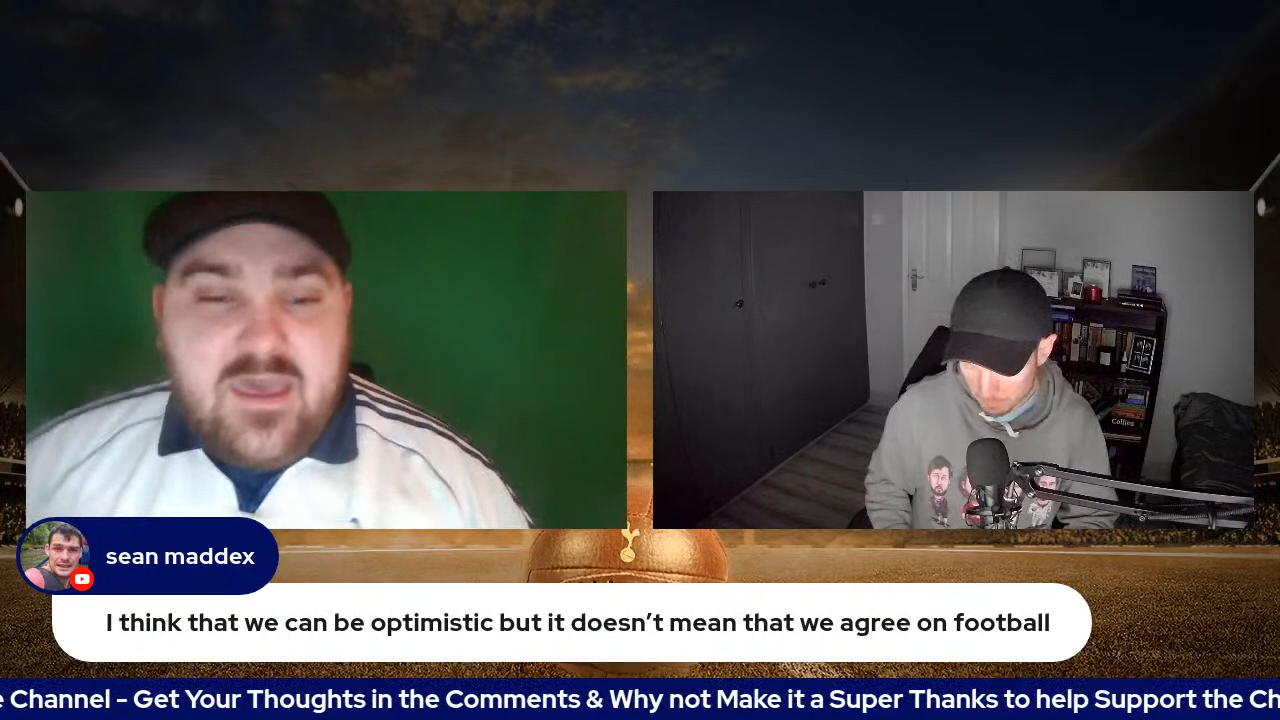 Collins
sean maddex
I think that we can be optimistic but it doesn’t mean that we agree on football
e Channel - Get Your Thoughts in the Comments & Why not Make it a Super Thanks to help Support the Ch